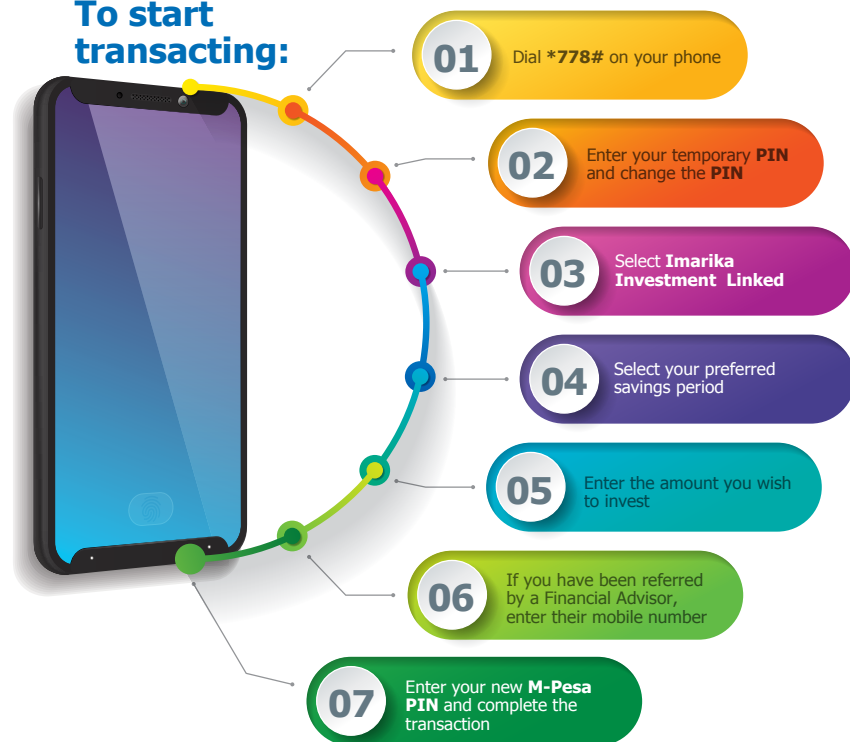 To start
transacting:
01
Dial *778# on your phone
02
Enter your temporary PIN
and change the PIN
03
Select Imarika
Investment Linked
04
Select your preferred
savings period
05
Enter the amount you wish
to invest
06
If you have been referred
by a Financial Advisor,
enter their mobile number
07
Enter your new M-Pesa
PIN and complete the
transaction